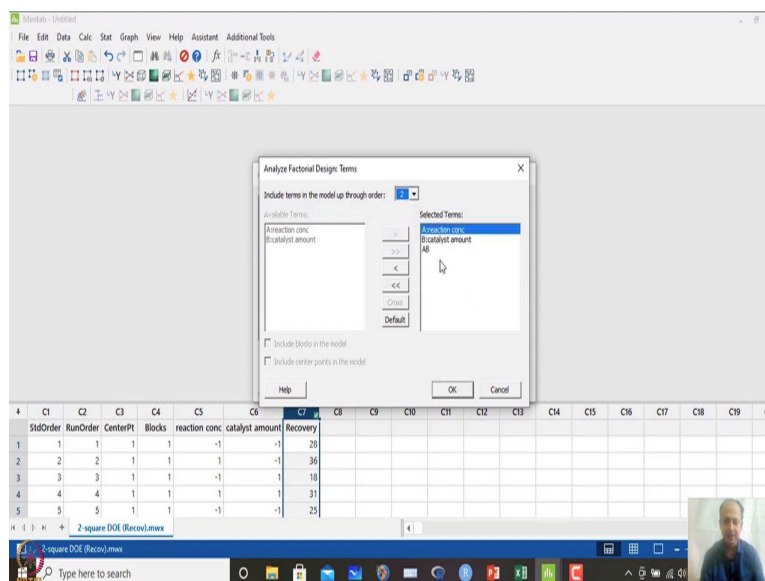 Minitab - Untitled
File Edit Data Calc Stat Graph View Help Assistant Additional Tools
Analyze Factorial Design: Terms
Include terms in the model up through order: 2
Available Terms:
A:reaction conc
B:catalyst amount
Selected Terms:
A:reaction conc
B:catalyst amount
AB
>
>>
<
<<
Cross
Default
Include blocks in the model
Include center points in the model
Help OK Cancel
C1 C2 C3 C4 C5 C6 C7 C8 C9 C10 C11 C12 C13 C14 C15 C16 C17 C18 C19
StdOrder RunOrder CenterPt Blocks reaction conc catalyst amount Recovery
1 1 1 1 1 -1 -1 28
2 2 2 1 1 1 -1 36
3 3 3 1 1 -1 1 18
4 4 4 1 1 1 1 31
5 5 5 1 1 -1 -1 25
2-square DOE (Recov).mwx
2-square DOE (Recov).mwx
Type here to search